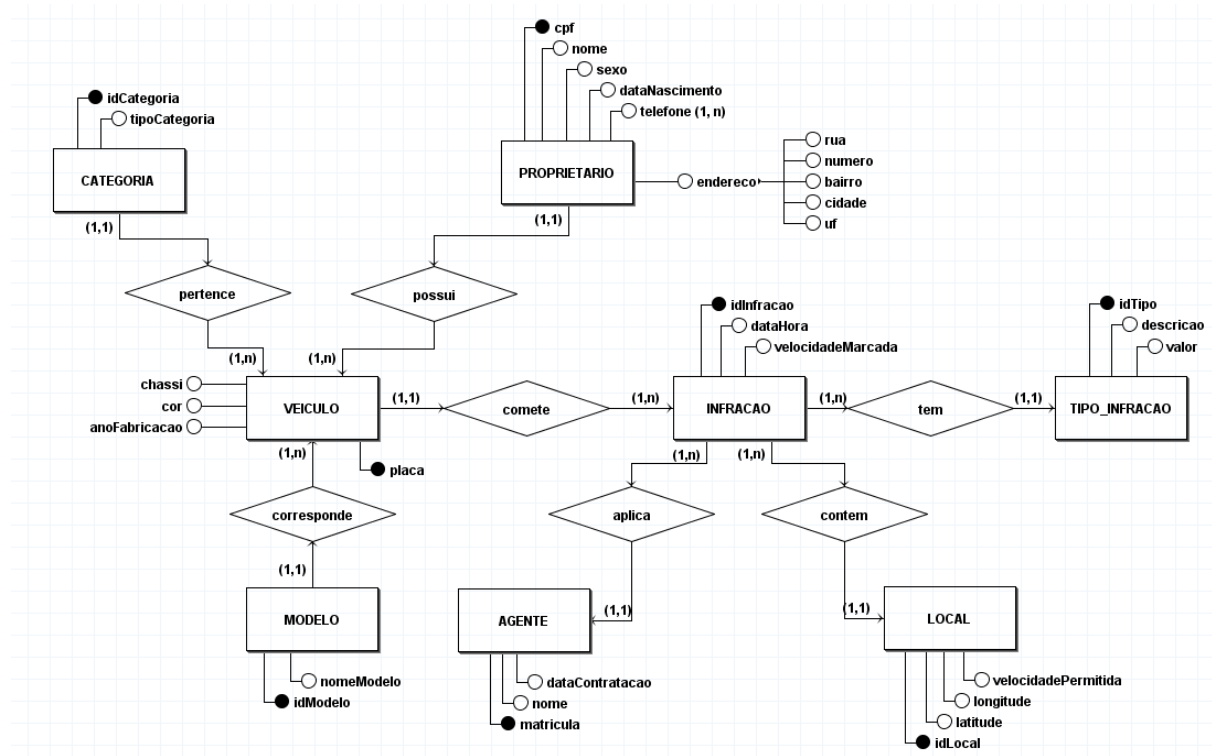 cpf
nome
sexo
dataNascimento
telefone (1, n)
idCategoria
tipoCategoria
CATEGORIA
PROPRIETARIO
endereco
rua
numero
bairro
cidade
uf
(1,1)
(1,1)
pertence
possui
(1,n)
(1,n)
chassi
cor
anoFabricacao
VEICULO
placa
(1,1)
comete
(1,n)
idInfracao
dataHora
velocidadeMarcada
INFRACAO
(1,n)
tem
(1,1)
idTipo
descricao
valor
TIPO_INFRACAO
(1,n)
corresponde
(1,1)
MODELO
nomeModelo
idModelo
(1,n)
(1,n)
aplica
contem
(1,1)
AGENTE
dataContratacao
nome
matricula
(1,1)
LOCAL
velocidadePermitida
longitude
latitude
idLocal